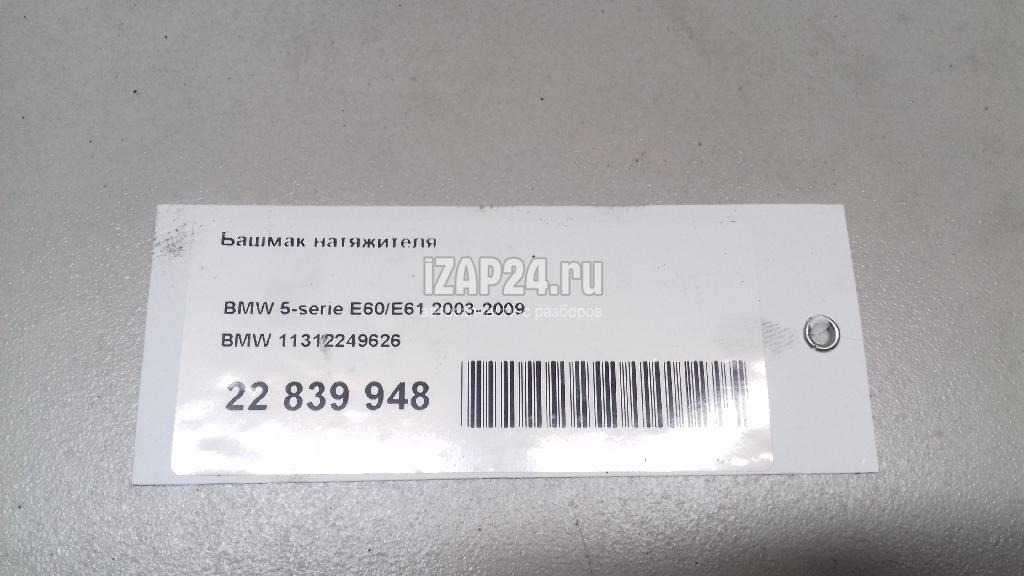 Башмак натяжителя
iZAP24.ru
BMW 5-serie E60/E61 2003-2009
с разборов
BMW 11312249626
22 839 948